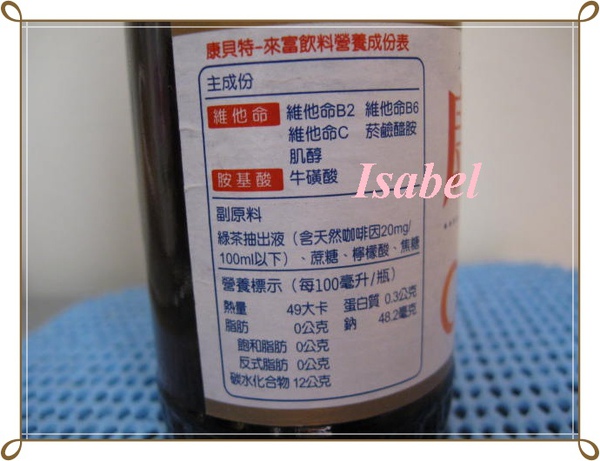 康貝特-來富飲料營養成份表
主成份
維他命 維他命B2 維他命B6
維他命C 菸鹼醯胺
肌醇
胺基酸 牛磺酸
Isabel
副原料
綠茶抽出液（含天然咖啡因20mg/
100ml以下）、蔗糖、檸檬酸、焦糖
營養標示（每100毫升/瓶）
熱量 49大卡 蛋白質 0.3公克
脂肪 0公克 鈉 48.2毫克
飽和脂肪 0公克
反式脂肪 0公克
碳水化合物 12公克